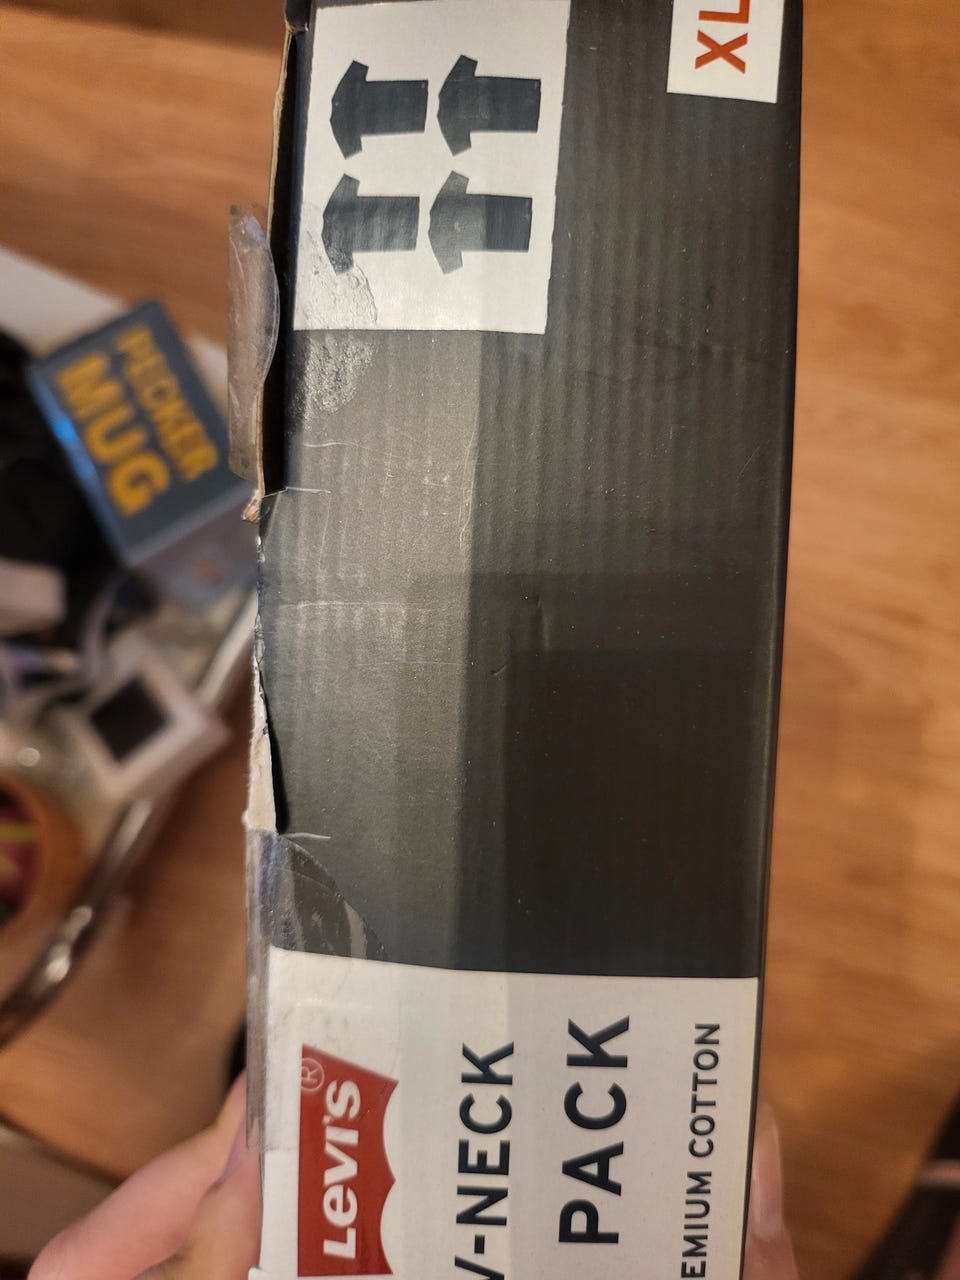 XL
Levi's®
V-NECK
PACK
EMIUM COTTON
PECKER
MUG